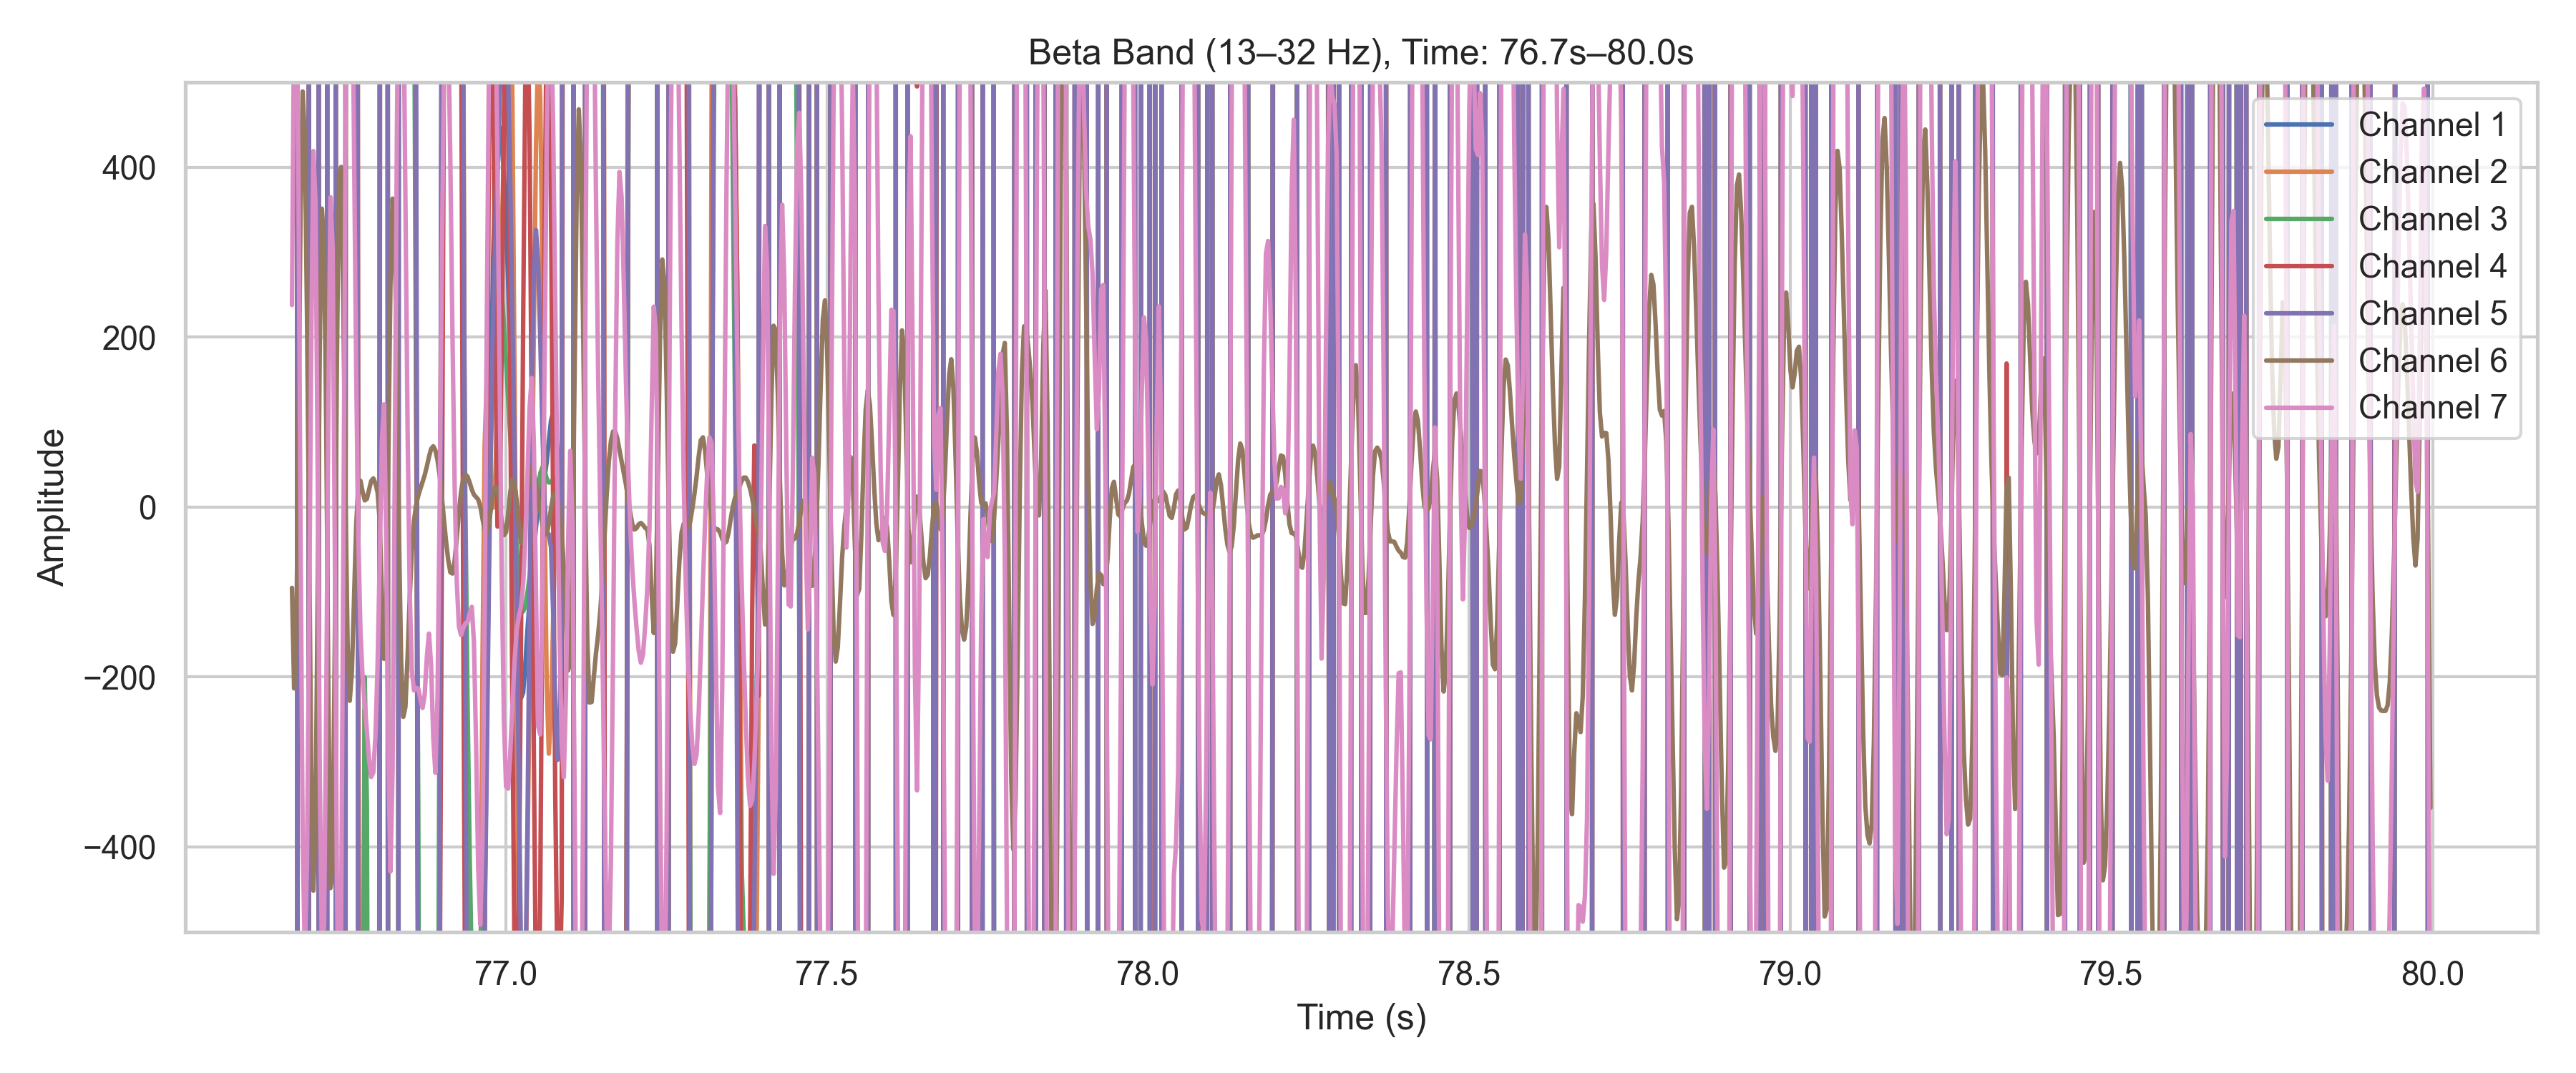 Beta Band (13–32 Hz), Time: 76.7s–80.0s
Amplitude
400
200
0
−200
−400
77.0
77.5
78.0
78.5
79.0
79.5
80.0
Time (s)
Channel 1
Channel 2
Channel 3
Channel 4
Channel 5
Channel 6
Channel 7